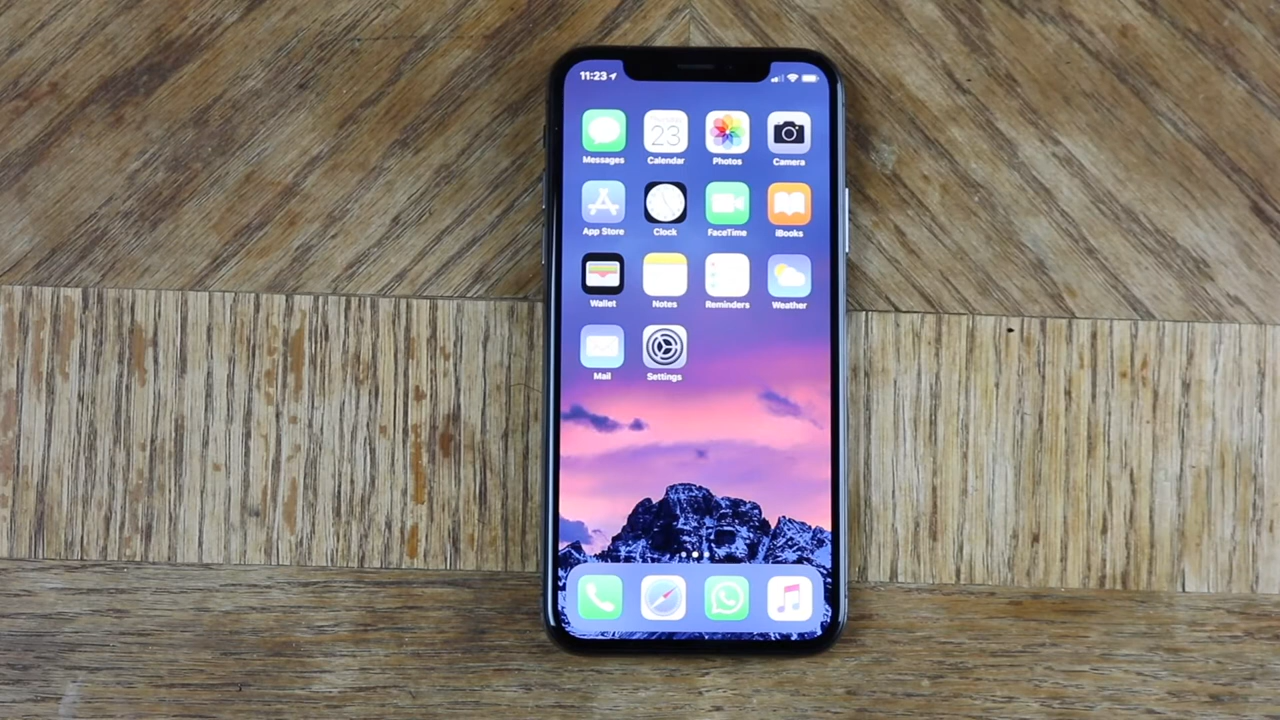 11:23
Messages Calendar Photos Camera
23
App Store Clock FaceTime iBooks
Wallet Notes Reminders Weather
Mail Settings